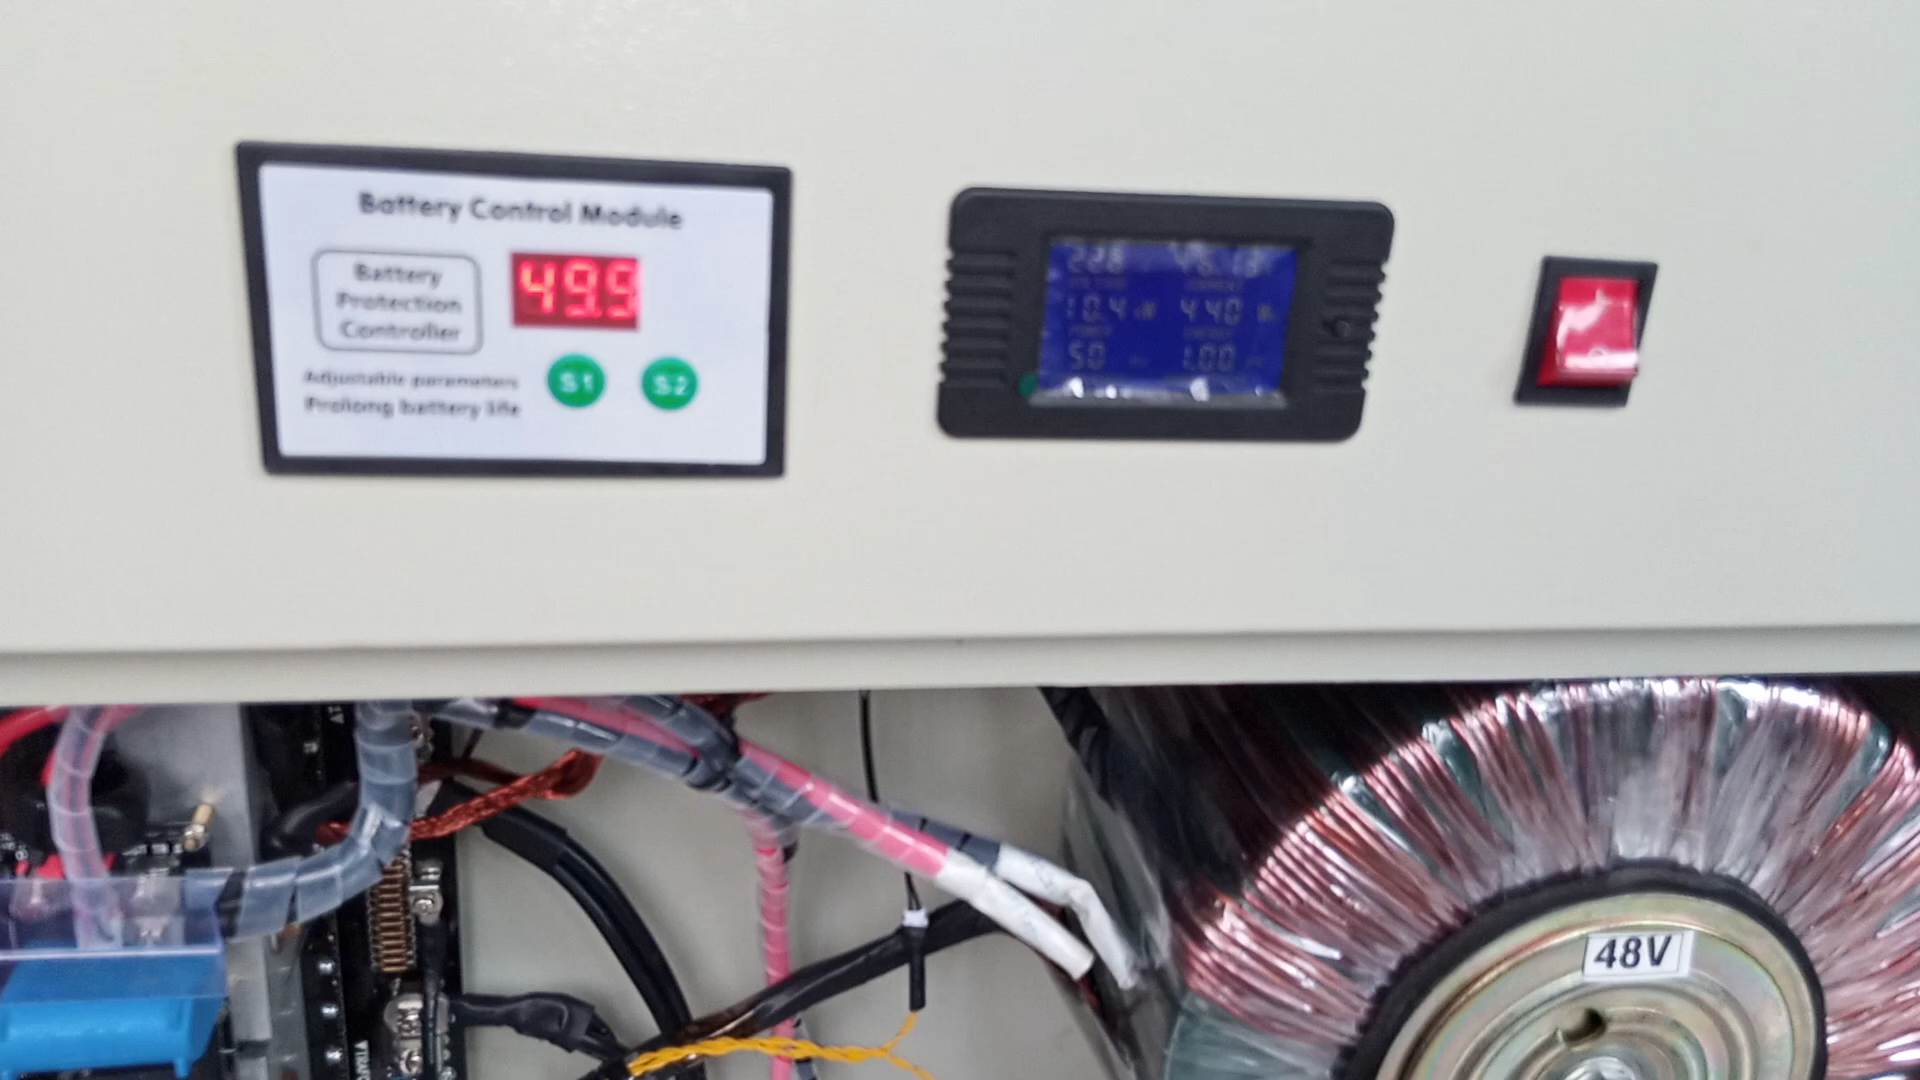 Battery Control Module
Battery
Protection
Controller
49.5
Adjustable parameters
Prolong battery life
S1
S2
228
10.4
440
50
1.00
48V